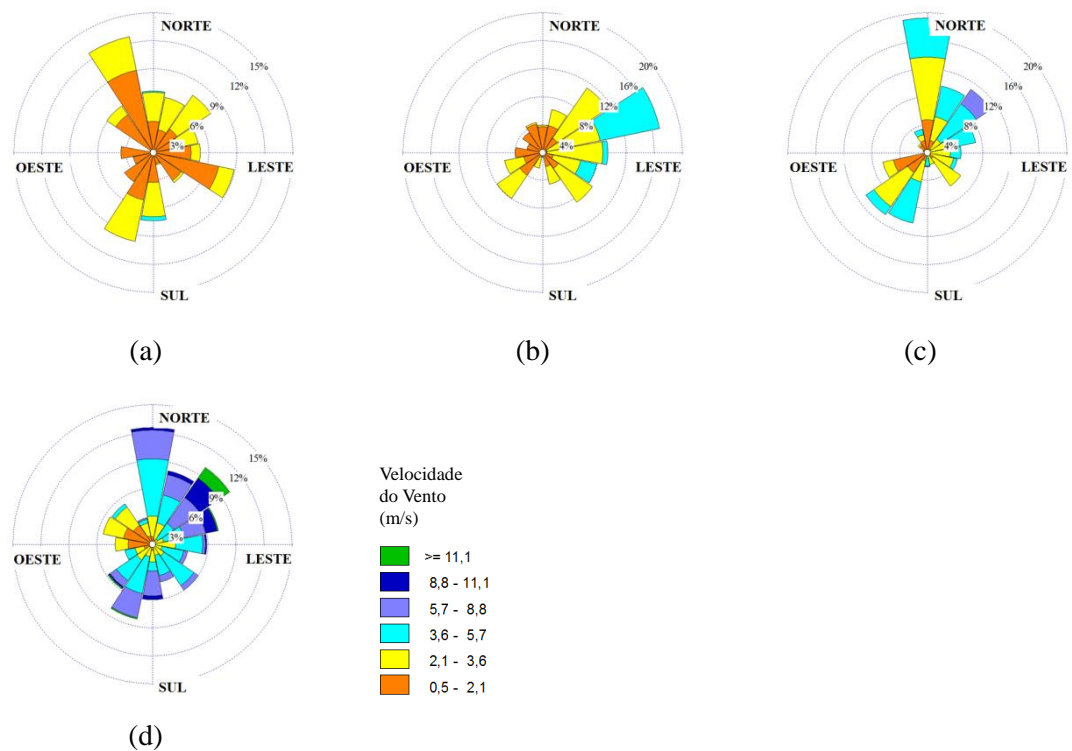 NORTE
15%
12%
9%
6%
3%
OESTE
LESTE
SUL
(a)
NORTE
20%
16%
12%
8%
4%
OESTE
LESTE
SUL
(b)
NORTE
20%
16%
12%
8%
4%
OESTE
LESTE
SUL
(c)
NORTE
15%
12%
9%
6%
3%
OESTE
LESTE
SUL
(d)
Velocidade
do Vento
(m/s)
>= 11,1
8,8 - 11,1
5,7 - 8,8
3,6 - 5,7
2,1 - 3,6
0,5 - 2,1